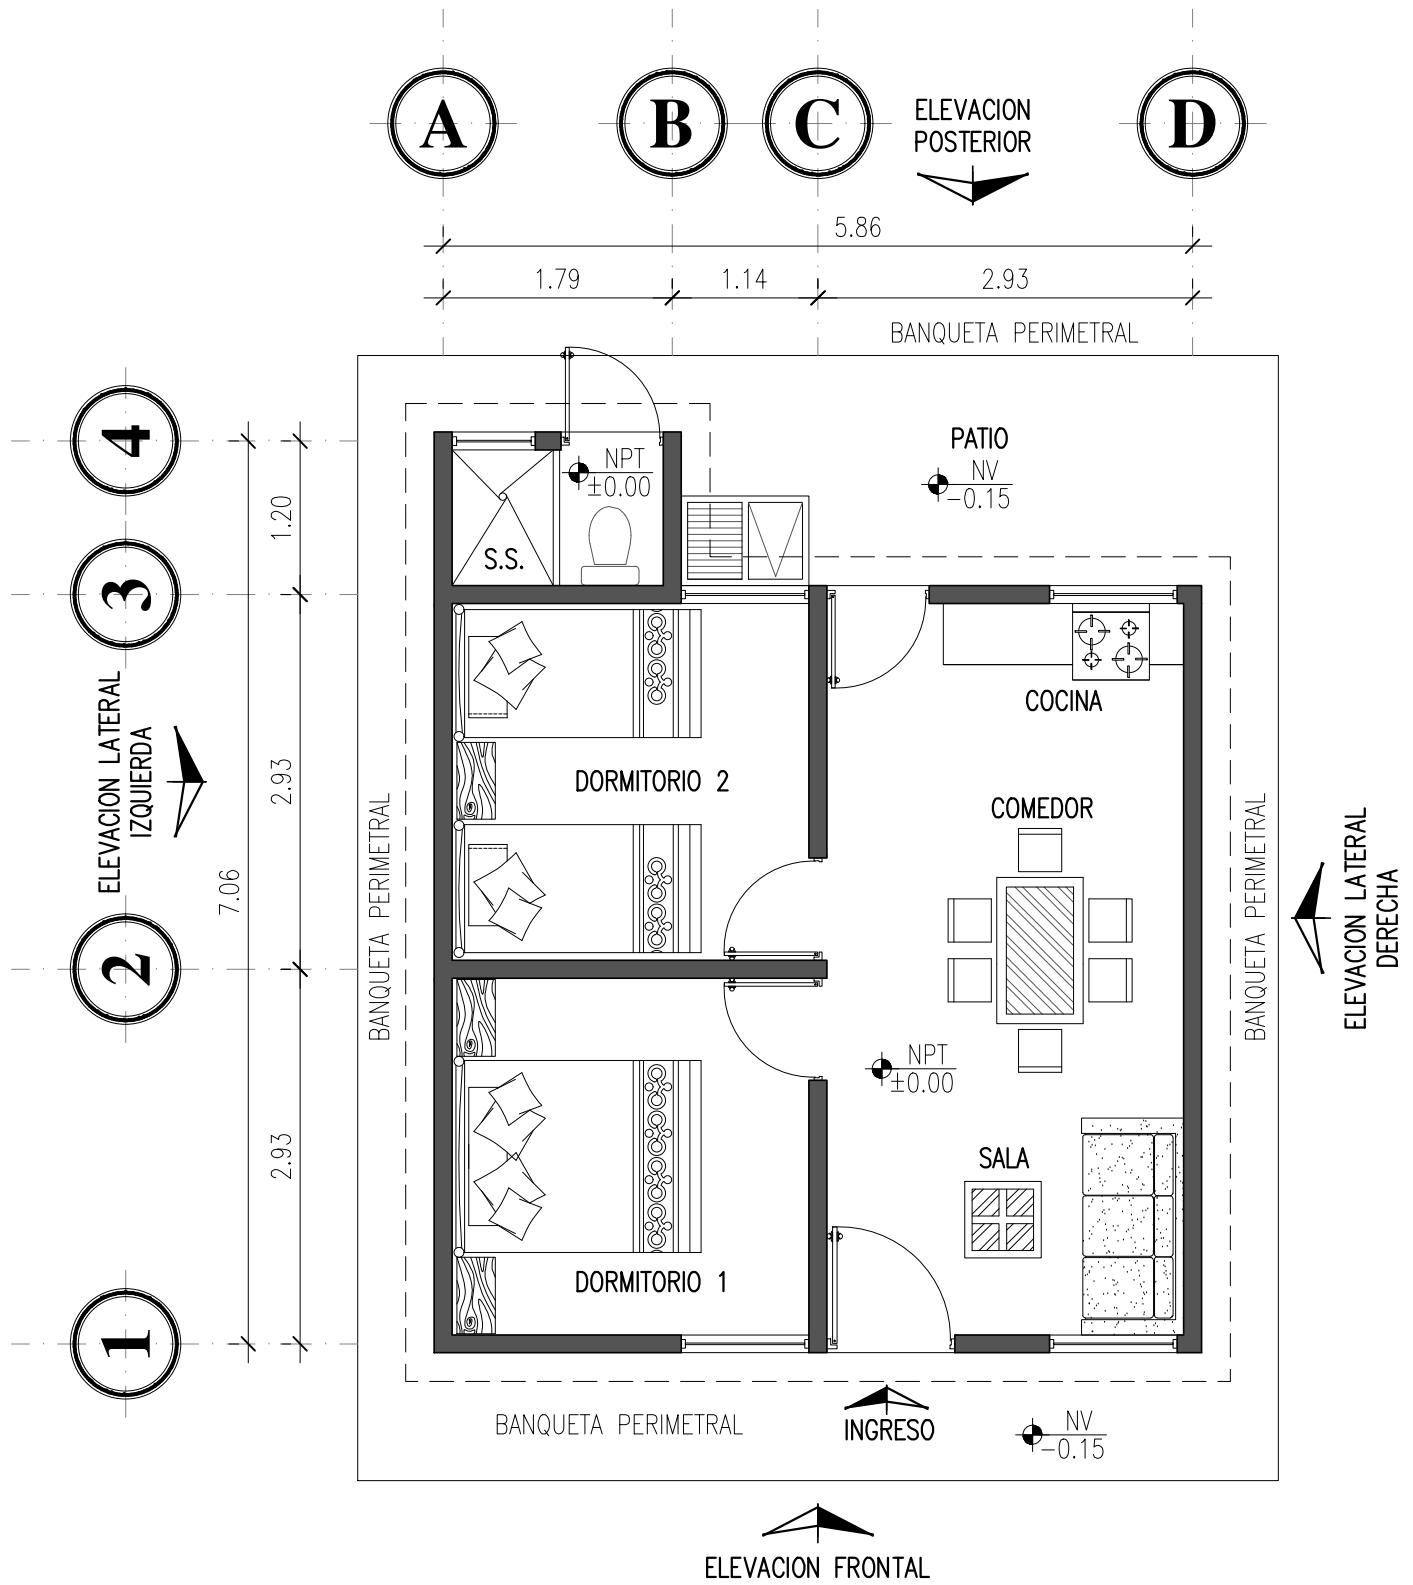 A
B
C
D
ELEVACION
POSTERIOR
5.86
1.79
1.14
2.93
BANQUETA PERIMETRAL
4
3
2
1
1.20
2.93
2.93
7.06
ELEVACION LATERAL
IZQUIERDA
BANQUETA PERIMETRAL
PATIO
NV
-0.15
NPT
±0.00
S.S.
COCINA
DORMITORIO 2
COMEDOR
BANQUETA PERIMETRAL
ELEVACION LATERAL
DERECHA
NPT
±0.00
SALA
DORMITORIO 1
BANQUETA PERIMETRAL
INGRESO
NV
-0.15
ELEVACION FRONTAL